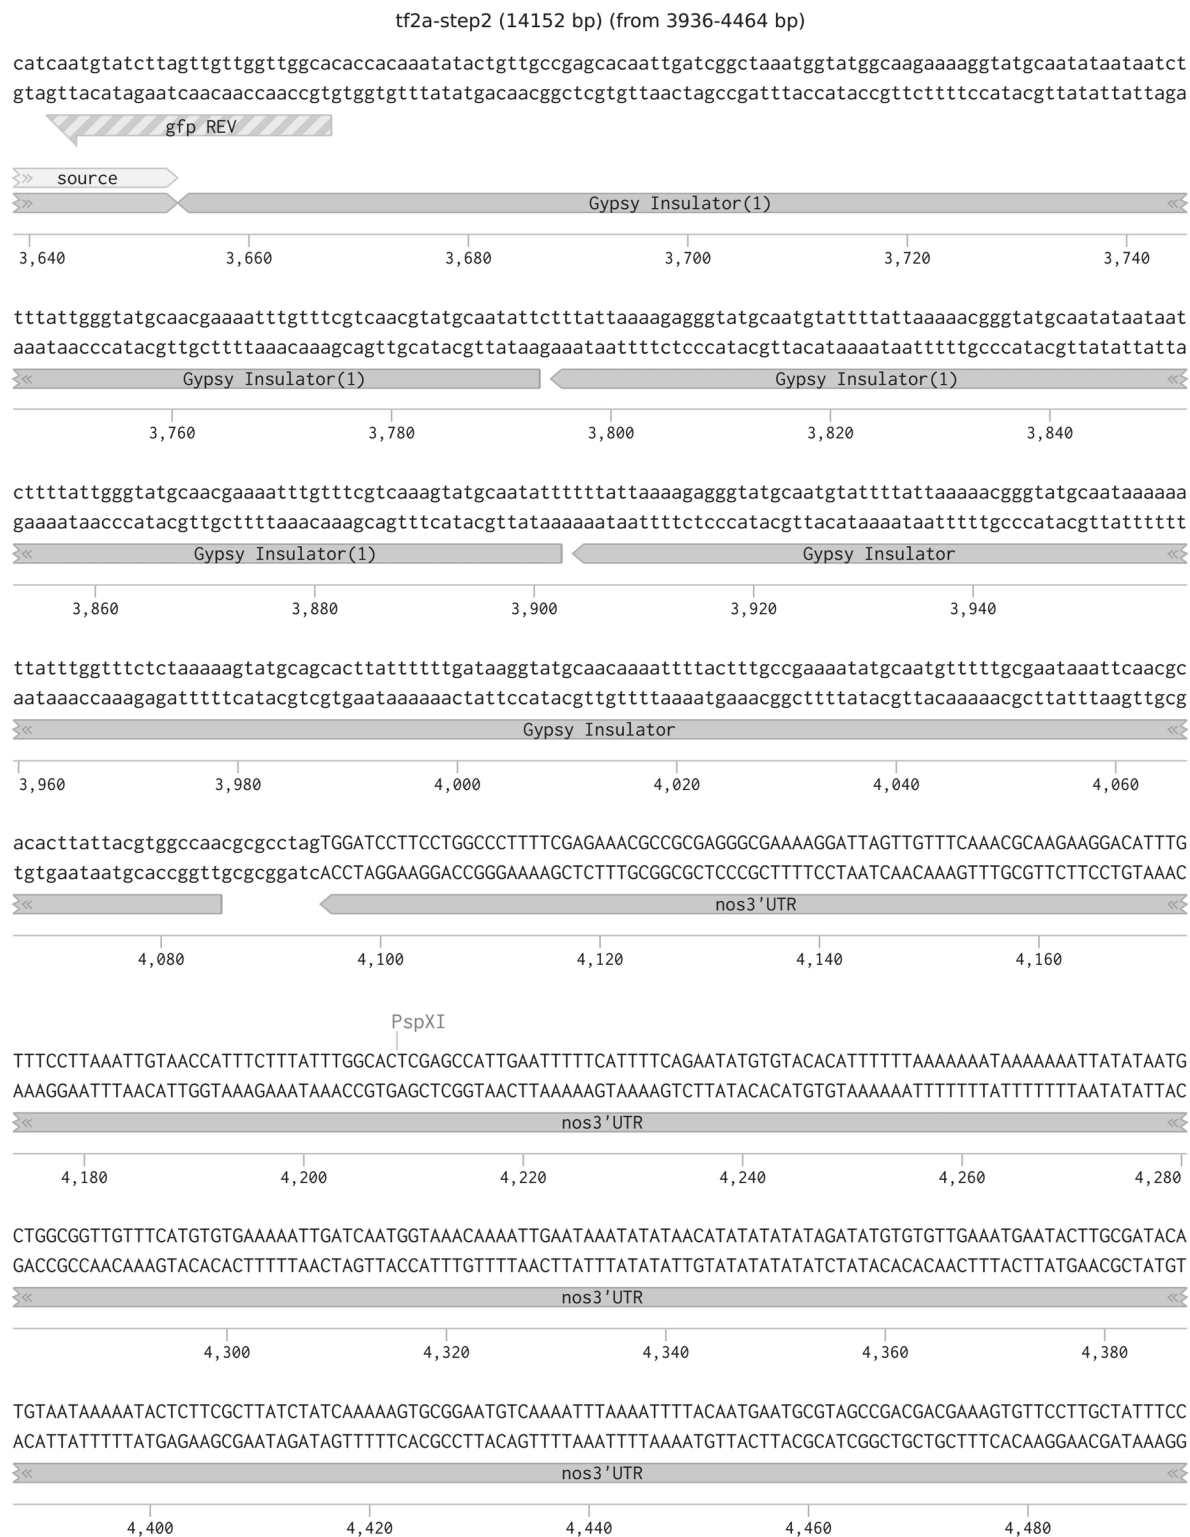 tf2a-step2 (14152 bp) (from 3936-4464 bp)
catcaatgtatcttagttgttggttggcacaccacaaatatactgttgccgagcacaattgatcggctaaatggtatggcaagaaaaggtatgcaatataataatct
gtagttacatagaatcaacaaccaaccgtgtggtgtttatatgacaacggctcgtgttaactagccgatttaccataccgttcttttccatacgttatattattaga
gfp REV
source
Gypsy Insulator(1)
3,640 3,660 3,680 3,700 3,720 3,740
tttattgggtatgcaacgaaaatttgtttcgtcaacgtatgcaatattctttattaaaagagggtatgcaatgtattttattaaaaacgggtatgcaatataataat
aaataacccatacgttgcttttaaacaaagcagttgcatacgttataagaaataattttctcccatacgttacataaaataatttttgcccatacgttatattatta
Gypsy Insulator(1) Gypsy Insulator(1)
3,760 3,780 3,800 3,820 3,840
cttttattgggtatgcaacgaaaatttgtttcgtcaaagtatgcaatattttttattaaaagagggtatgcaatgtattttattaaaaacgggtatgcaataaaaaa
gaaaataacccatacgttgcttttaaacaaagcagtttcatacgttataaaaaataattttctcccatacgttacataaaataatttttgcccatacgttatttttt
Gypsy Insulator(1) Gypsy Insulator
3,860 3,880 3,900 3,920 3,940
ttatttggtttctctaaaaagtatgcagcacttattttttgataaggtatgcaacaaaattttactttgccgaaaatatgcaatgtttttgcgaataaattcaacgc
aataaaccaaagagatttttcatacgtcgtgaataaaaaactattccatacgttgttttaaaatgaaacggcttttatacgttacaaaaacgcttatttaagttgcg
Gypsy Insulator
3,960 3,980 4,000 4,020 4,040 4,060
acacttattacgtggccaacgcgcctagTGGATCCTTCCTGGCCCTTTTCGAGAAACGCCGCGAGGGCGAAAAGGATTAGTTGTTTCAAACGCAAGAAGGACATTTG
tgtgaataatgcaccggttgcgcggatcACCTAGGAAGGACCGGGAAAAGCTCTTTGCGGCGCTCCCGCTTTTCCTAATCAACAAAGTTTGCGTTCTTCCTGTAAAC
nos3'UTR
4,080 4,100 4,120 4,140 4,160
PspXI
TTTCCTTAAATTGTAACCATTTCTTTATTTGGCACTCGAGCCATTGAATTTTTCATTTTCAGAATATGTGTACACATTTTTTAAAAAAATAAAAAAATTATATAATG
AAAGGAATTTAACATTGGTAAAGAAATAAACCGTGAGCTCGGTAACTTAAAAAGTAAAAGTCTTATACACATGTGTAAAAAATTTTTTTATTTTTTTAATATATTAC
nos3'UTR
4,180 4,200 4,220 4,240 4,260 4,280
CTGGCGGTTGTTTCATGTGTGAAAAATTGATCAATGGTAAACAAAATTGAATAAATATATAACATATATATATAGATATGTGTGTTGAAATGAATACTTGCGATACA
GACCGCCAACAAAGTACACACTTTTTAACTAGTTACCATTTGTTTTAACTTATTTATATATTGTATATATATATCTATACACACAACTTTACTTATGAACGCTATGT
nos3'UTR
4,300 4,320 4,340 4,360 4,380
TGTAATAAAAATACTCTTCGCTTATCTATCAAAAAGTGCGGAATGTCAAAATTTAAAATTTTACAATGAATGCGTAGCCGACGACGAAAGTGTTCCTTGCTATTTCC
ACATTATTTTTATGAGAAGCGAATAGATAGTTTTTCACGCCTTACAGTTTTAAATTTTAAAATGTTACTTACGCATCGGCTGCTGCTTTCACAAGGAACGATAAAGG
nos3'UTR
4,400 4,420 4,440 4,460 4,480